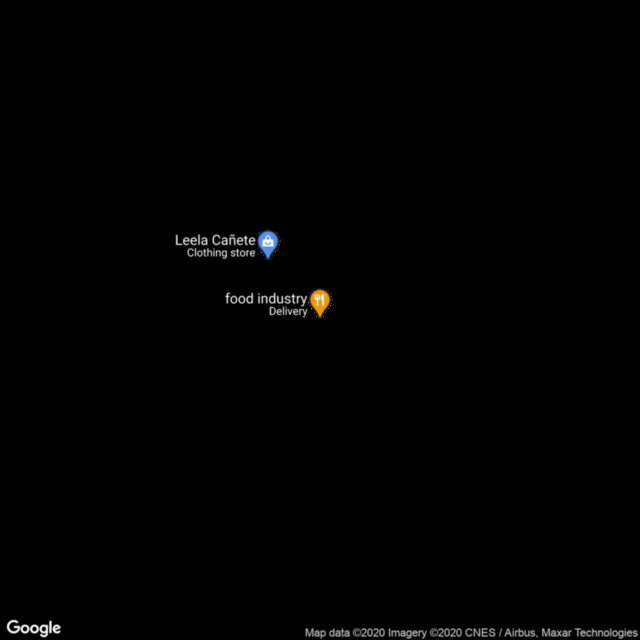 Leela Cañete
Clothing store
food industry
Delivery
Google
Map data ©2020 Imagery ©2020 CNES / Airbus, Maxar Technologies